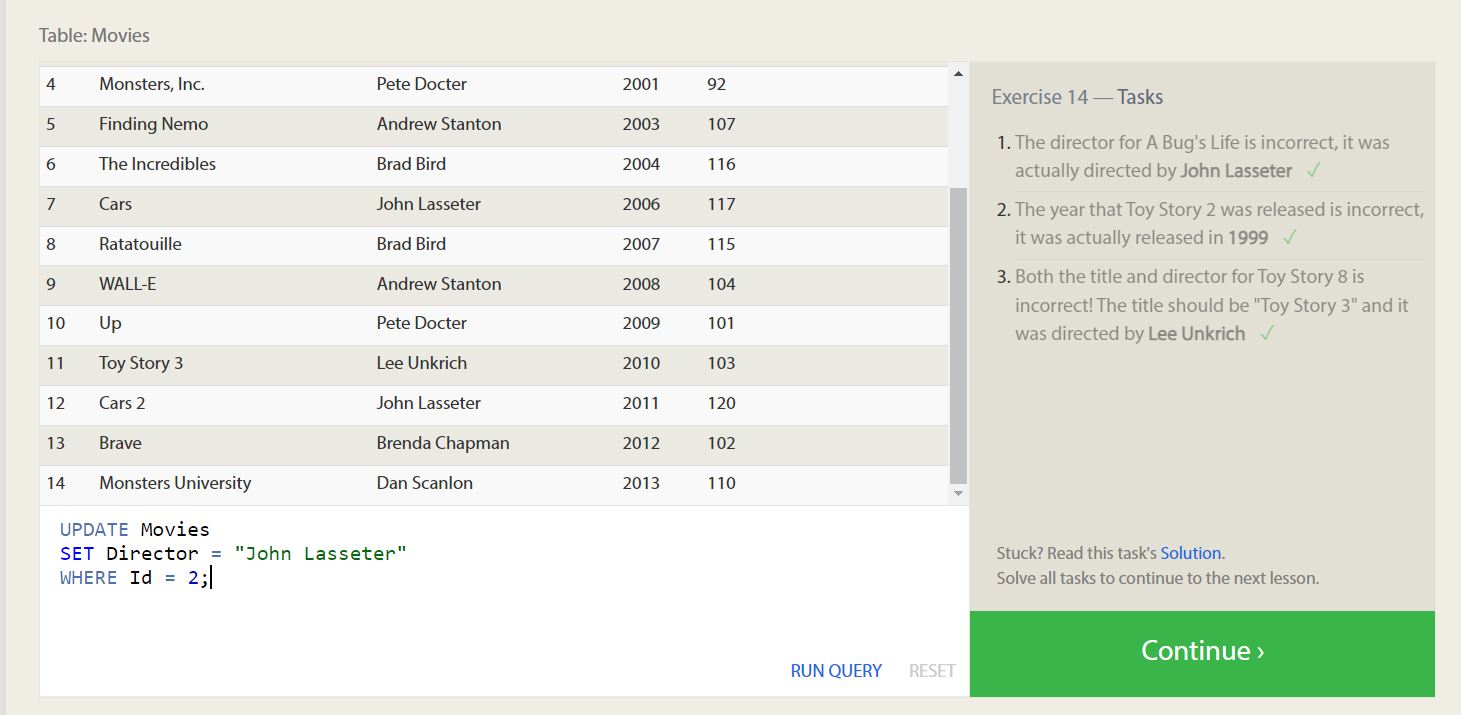 Table: Movies
4 Monsters, Inc. Pete Docter 2001 92
5 Finding Nemo Andrew Stanton 2003 107
6 The Incredibles Brad Bird 2004 116
7 Cars John Lasseter 2006 117
8 Ratatouille Brad Bird 2007 115
9 WALL-E Andrew Stanton 2008 104
10 Up Pete Docter 2009 101
11 Toy Story 3 Lee Unkrich 2010 103
12 Cars 2 John Lasseter 2011 120
13 Brave Brenda Chapman 2012 102
14 Monsters University Dan Scanlon 2013 110
UPDATE Movies
SET Director = "John Lasseter"
WHERE Id = 2;
RUN QUERY RESET
Exercise 14 — Tasks
1. The director for A Bug's Life is incorrect, it was
actually directed by John Lasseter ✓
2. The year that Toy Story 2 was released is incorrect,
it was actually released in 1999 ✓
3. Both the title and director for Toy Story 8 is
incorrect! The title should be "Toy Story 3" and it
was directed by Lee Unkrich ✓
Stuck? Read this task's Solution.
Solve all tasks to continue to the next lesson.
Continue ›